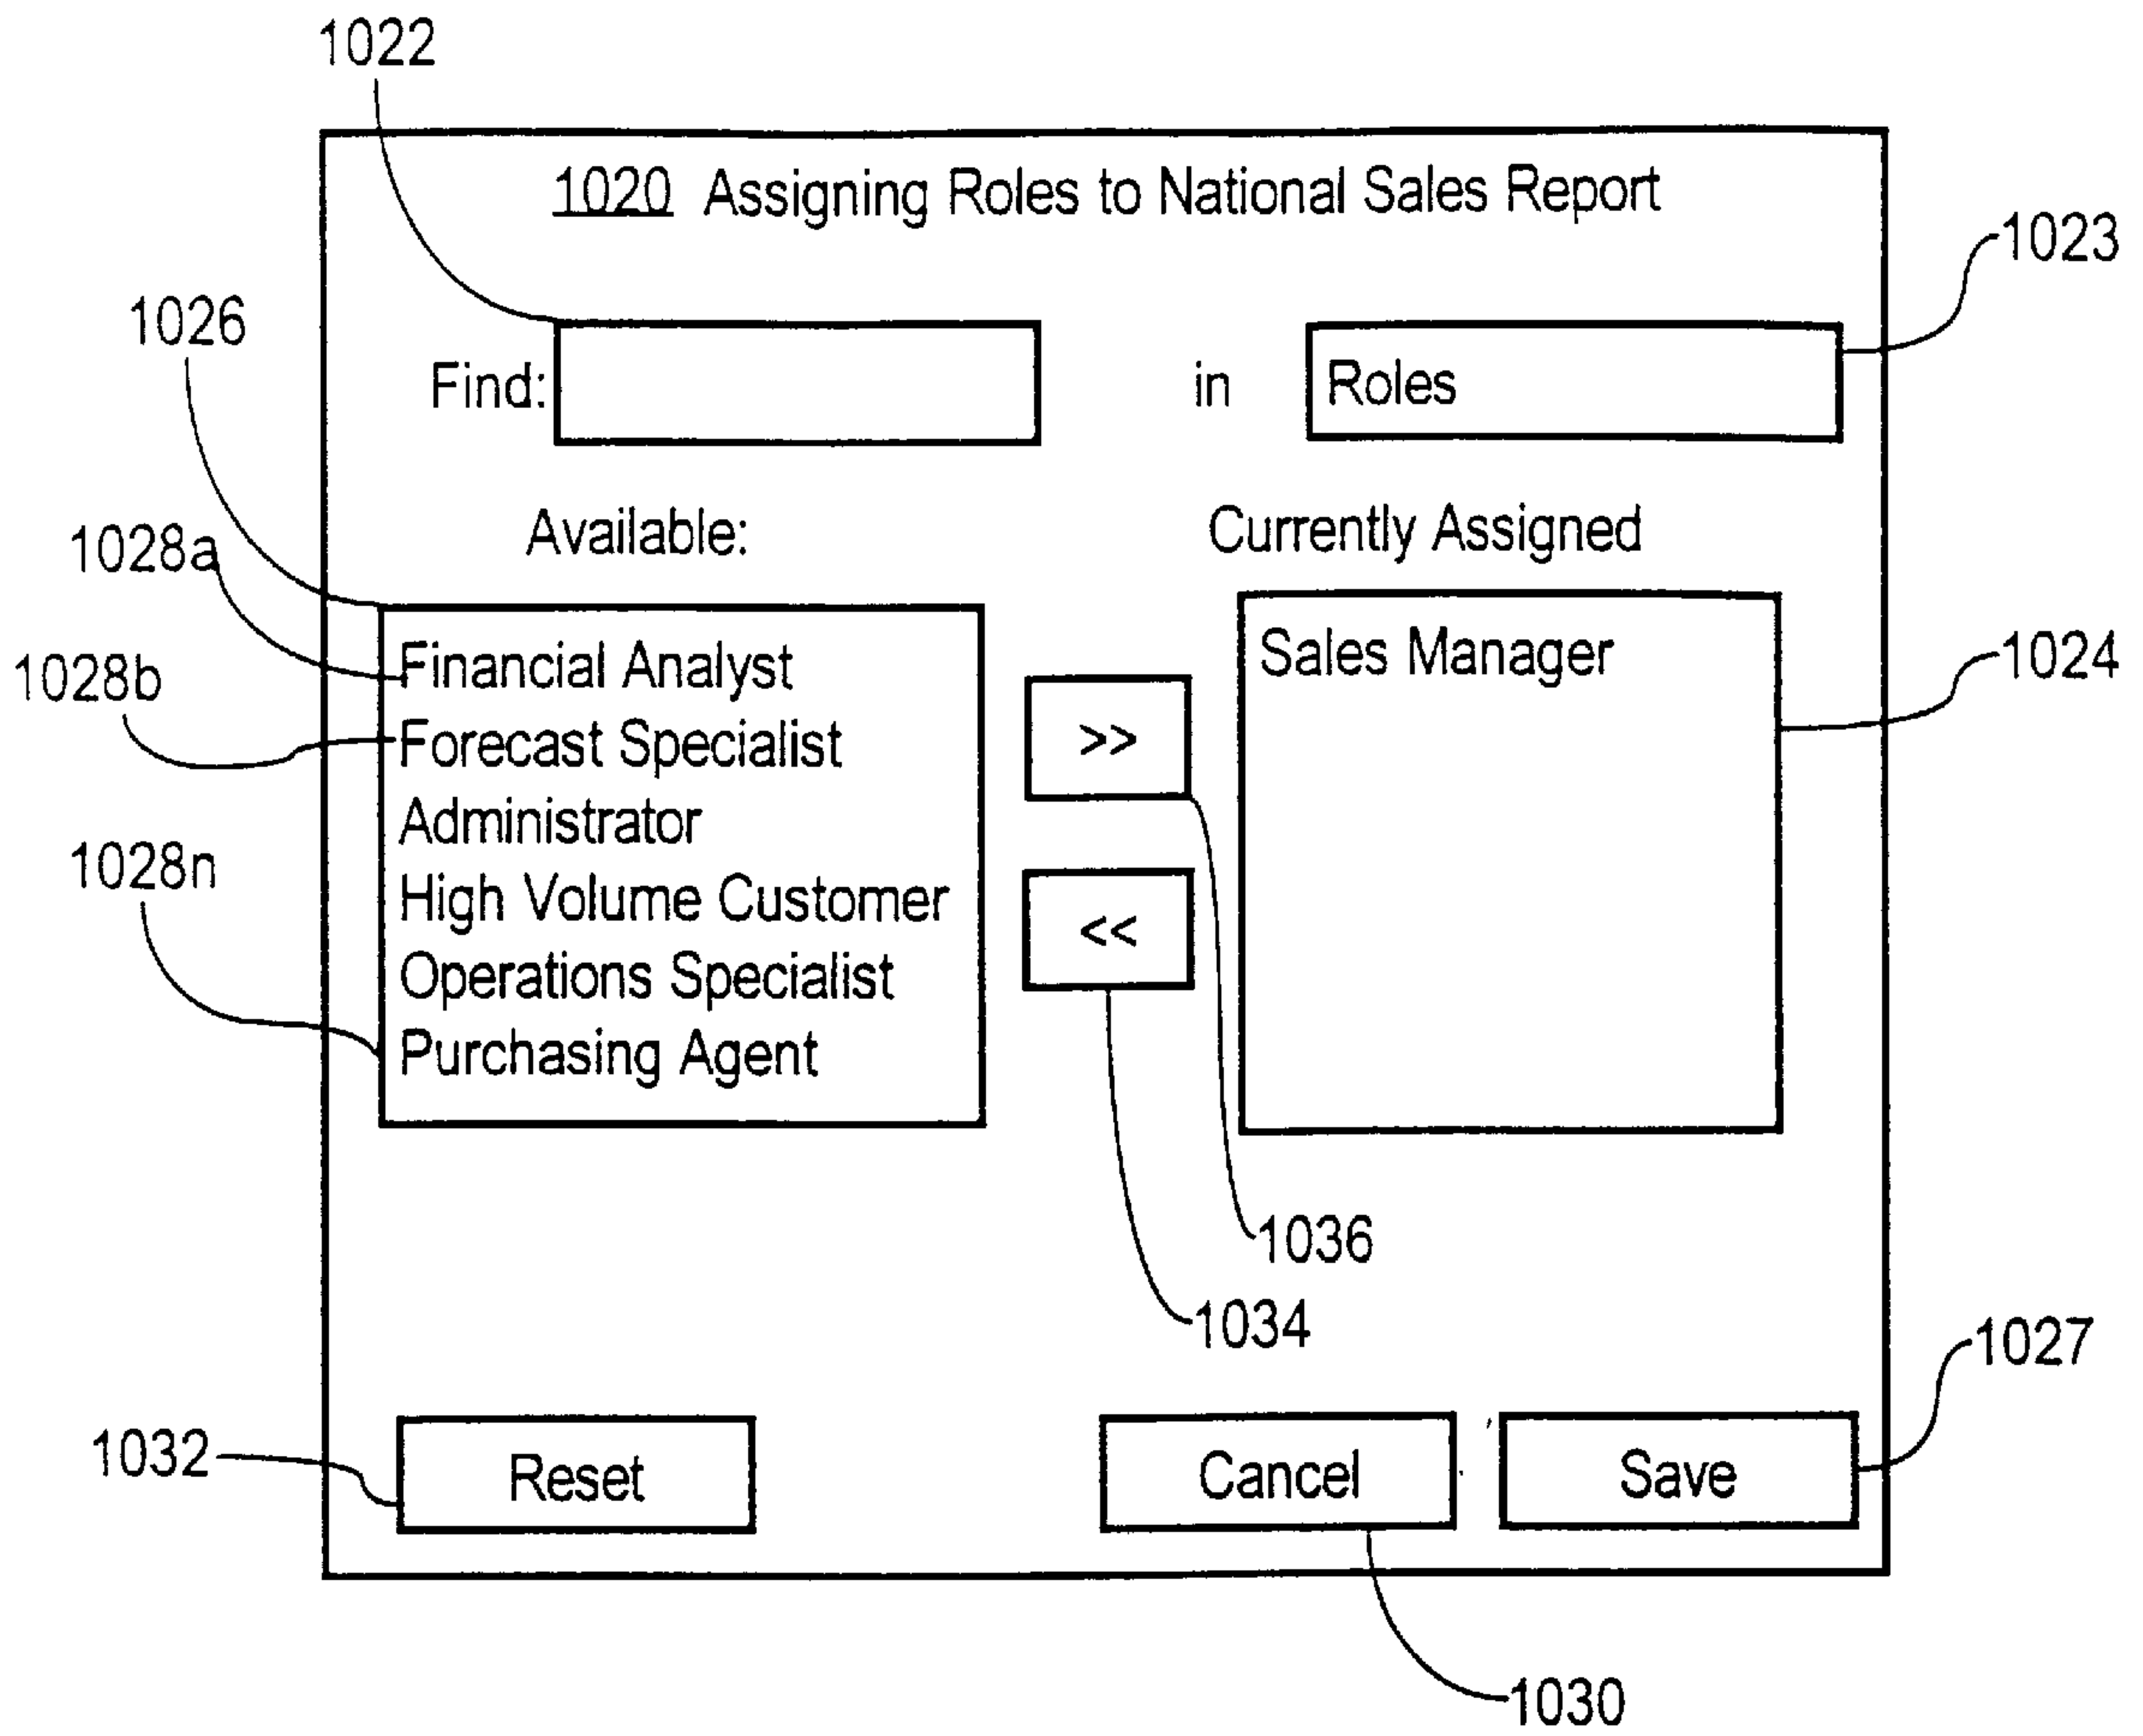 1022
1020 Assigning Roles to National Sales Report
1023
1026
Find:
in
Roles
Available:
Currently Assigned
1028a
Financial Analyst
Sales Manager
1024
1028b
Forecast Specialist
>>
Administrator
1028n
High Volume Customer
<<
Operations Specialist
Purchasing Agent
1036
1034
1027
1032
Reset
Cancel
Save
1030